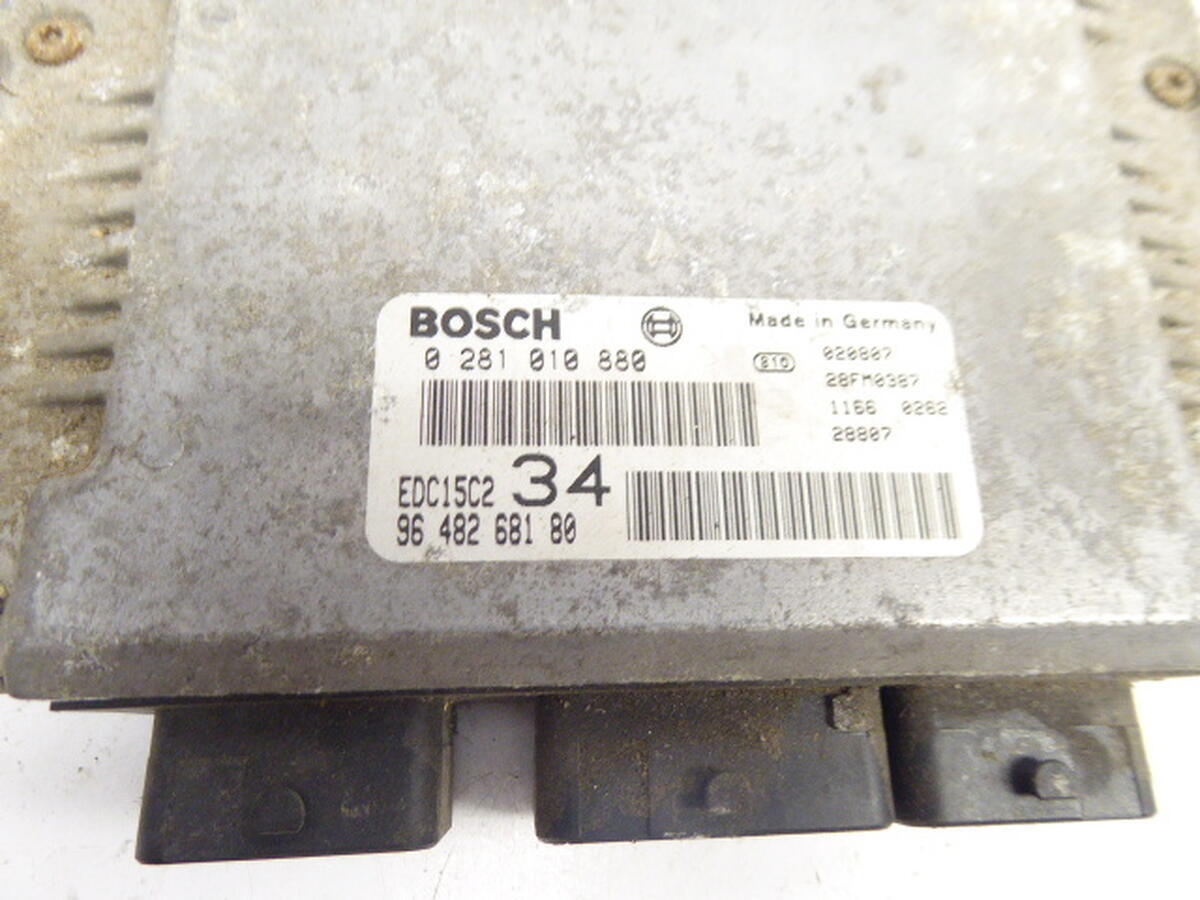 BOSCH
Made in Germany
0 281 010 880
810
020807
28FM0387
1166 0262
28807
EDC15C2 34
96 482 681 80